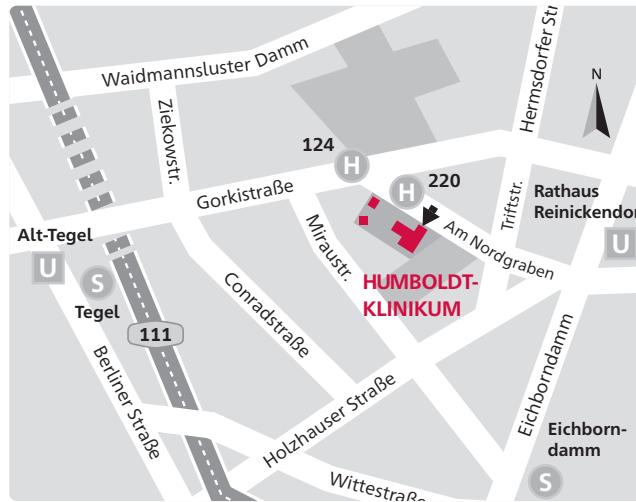 Waidmannsluster Damm
Hermsdorfer Str
N
Ziekowstr.
124
H
H
220
Gorkistraße
Triftstr.
Rathaus
Reinickendor
U
Alt-Tegel
U
S
Tegel
Miraustr.
Am Nordgraben
HUMBOLDT-
KLINIKUM
Conradstraße
111
Berliner Straße
Holzhauser Straße
Eichborndamm
Eichborn-
damm
S
Wittestraße